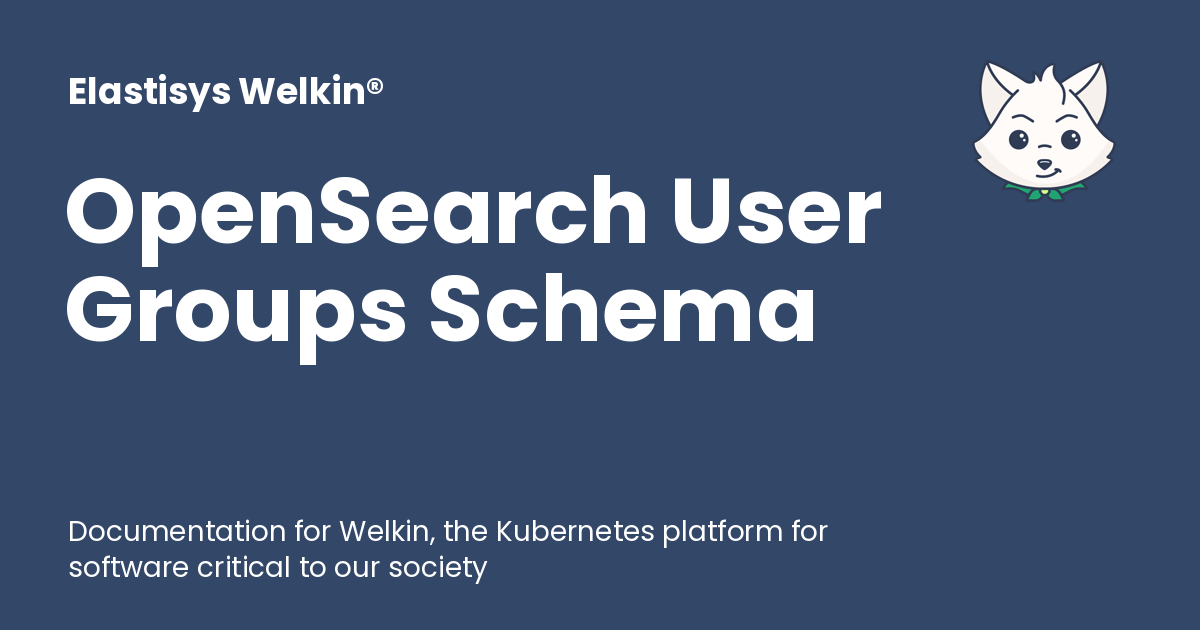 Elastisys Welkin®
OpenSearch User
Groups Schema
Documentation for Welkin, the Kubernetes platform for
software critical to our society